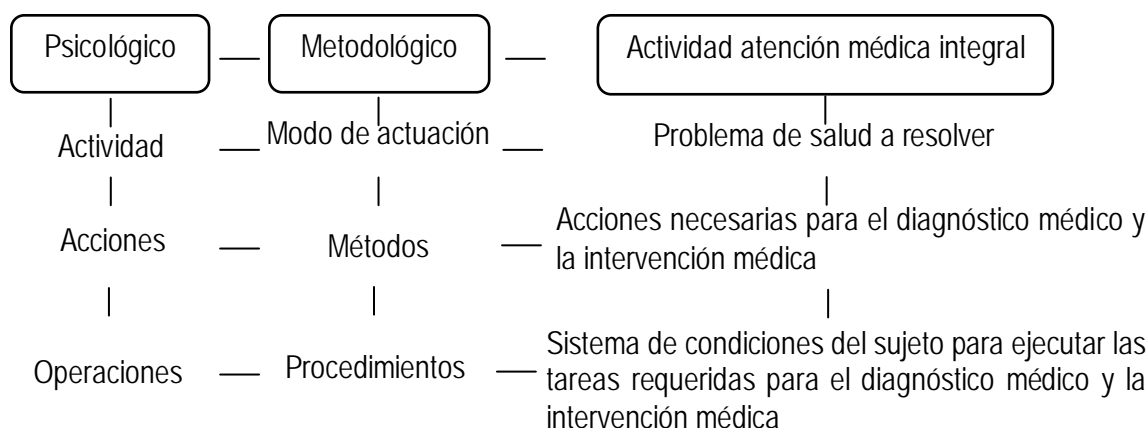 Psicológico Metodológico Actividad atención médica integral
Actividad Modo de actuación Problema de salud a resolver
Acciones Métodos Acciones necesarias para el diagnóstico médico y
la intervención médica
Operaciones Procedimientos Sistema de condiciones del sujeto para ejecutar las
tareas requeridas para el diagnóstico médico y la
intervención médica